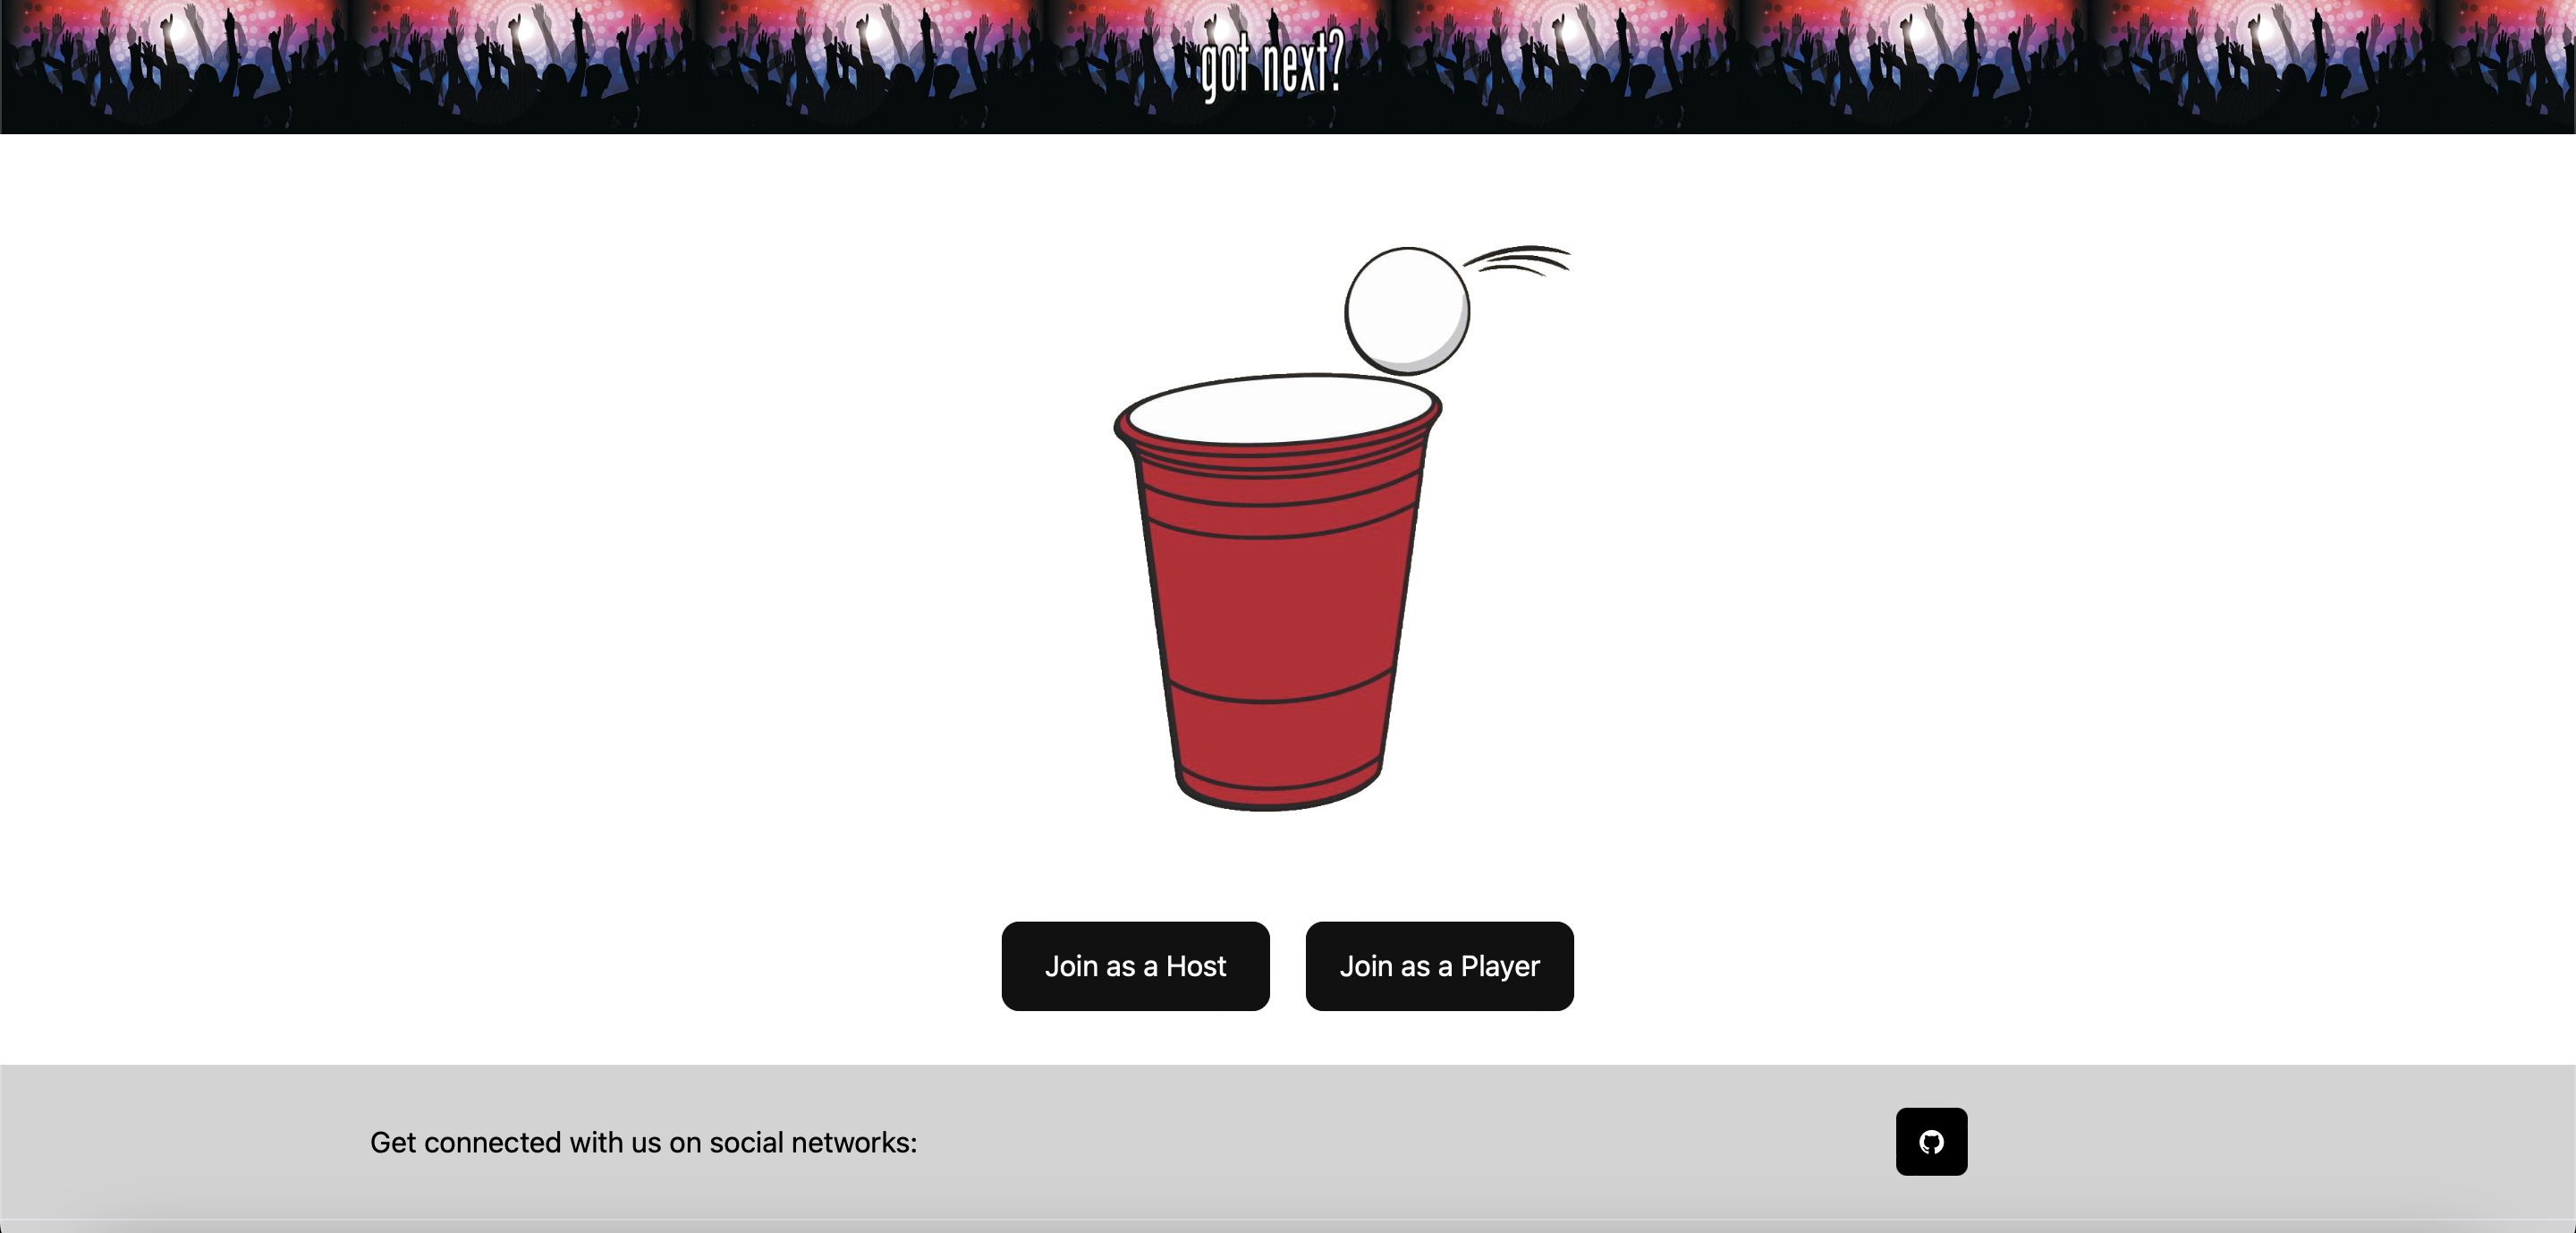 got next?
Join as a Host
Join as a Player
Get connected with us on social networks: